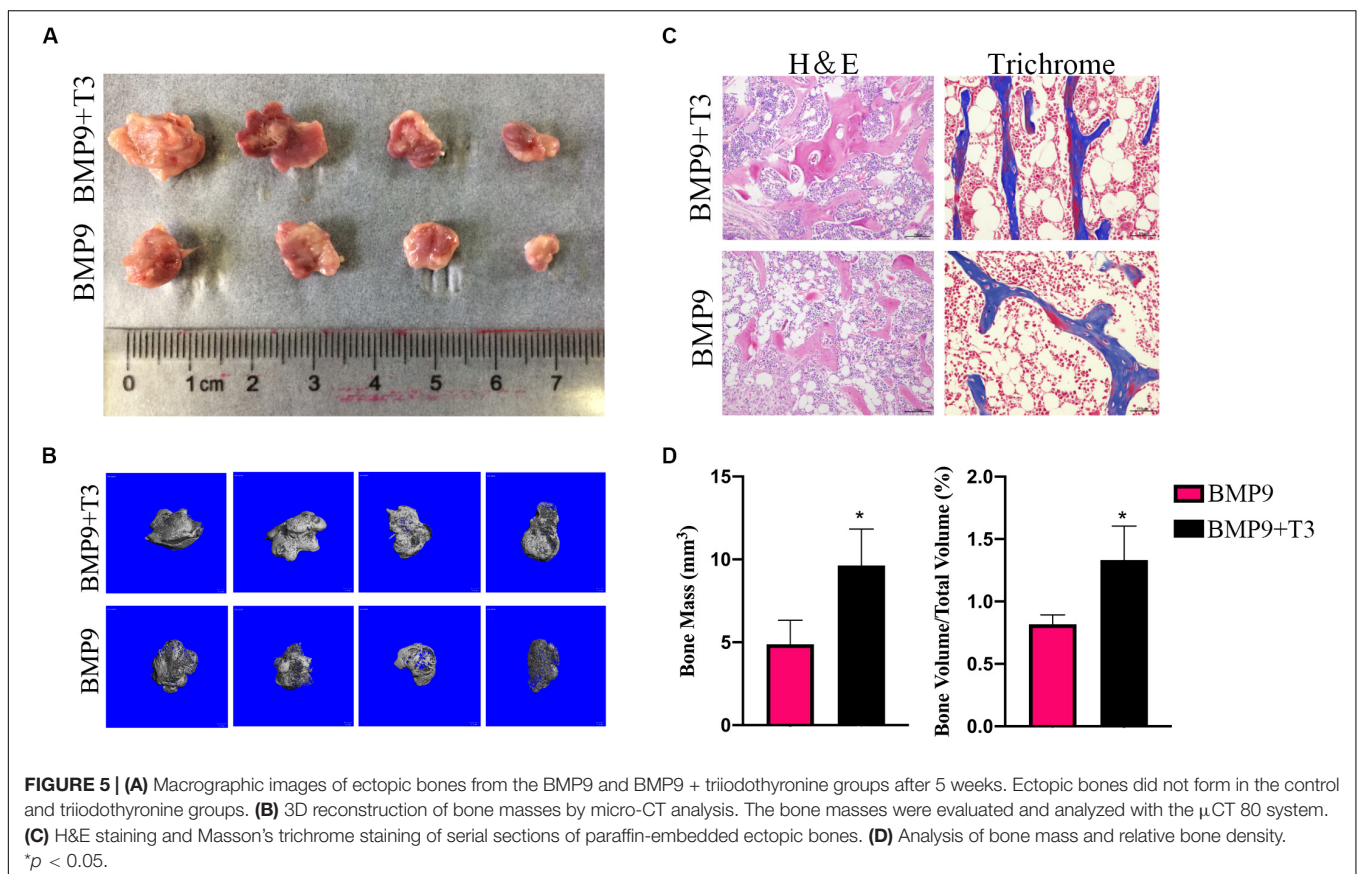 A
BMP9+T3
BMP9
0 1 cm 2 3 4 5 6 7
B
BMP9+T3
BMP9
C
H&E Trichrome
BMP9+T3
BMP9
D
Bone Mass (mm³)
15
10
5
0
*
Bone Volume/Total Volume (%)
2.0
1.5
1.0
0.5
0.0
*
BMP9
BMP9+T3
FIGURE 5 | (A) Macrographic images of ectopic bones from the BMP9 and BMP9 + triiodothyronine groups after 5 weeks. Ectopic bones did not form in the control
and triiodothyronine groups. (B) 3D reconstruction of bone masses by micro-CT analysis. The bone masses were evaluated and analyzed with the μCT 80 system.
(C) H&E staining and Masson's trichrome staining of serial sections of paraffin-embedded ectopic bones. (D) Analysis of bone mass and relative bone density.
*p < 0.05.